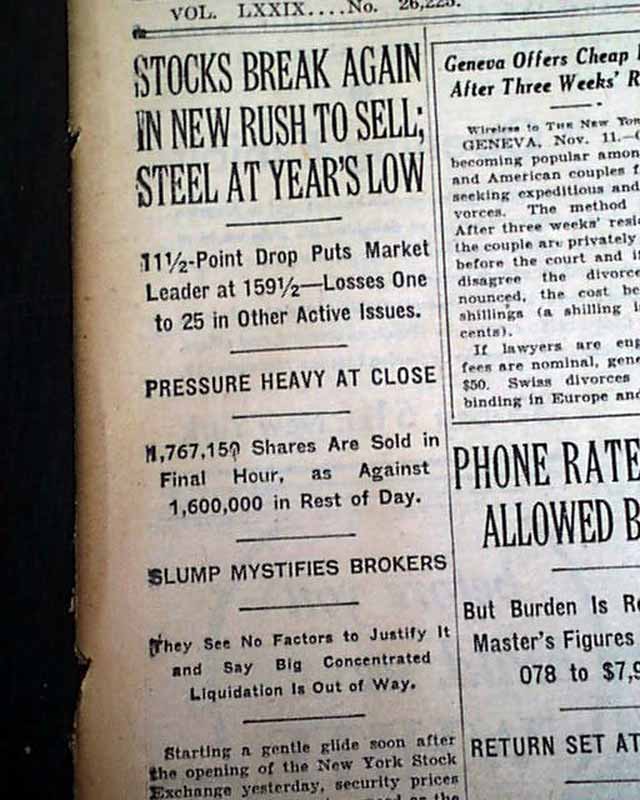 VOL. LXXIX....No. 26,225.
STOCKS BREAK AGAIN
IN NEW RUSH TO SELL;
STEEL AT YEAR'S LOW
11½-Point Drop Puts Market
Leader at 159½—Losses One
to 25 in Other Active Issues.
PRESSURE HEAVY AT CLOSE
1,767,150 Shares Are Sold in
Final Hour, as Against
1,600,000 in Rest of Day.
SLUMP MYSTIFIES BROKERS
They See No Factors to Justify It
and Say Big Concentrated
Liquidation Is Out of Way.
Starting a gentle glide soon after
the opening of the New York Stock
Exchange yesterday, security prices
as the
Geneva Offers Cheap
After Three Weeks' R
Wireless to THE NEW YOR
GENEVA, Nov. 11.—
becoming popular amon
and American couples f
seeking expeditious and
vorces. The method
After three weeks' resi
the couple are privately
before the court and if
disagree the divorce
nounced, the cost be
shillings (a shilling i
cents).
If lawyers are eng
fees are nominal, gene
$50. Swiss divorces
binding in Europe and
PHONE RATE
ALLOWED B
But Burden Is R
Master's Figures
078 to $7,9
RETURN SET AT